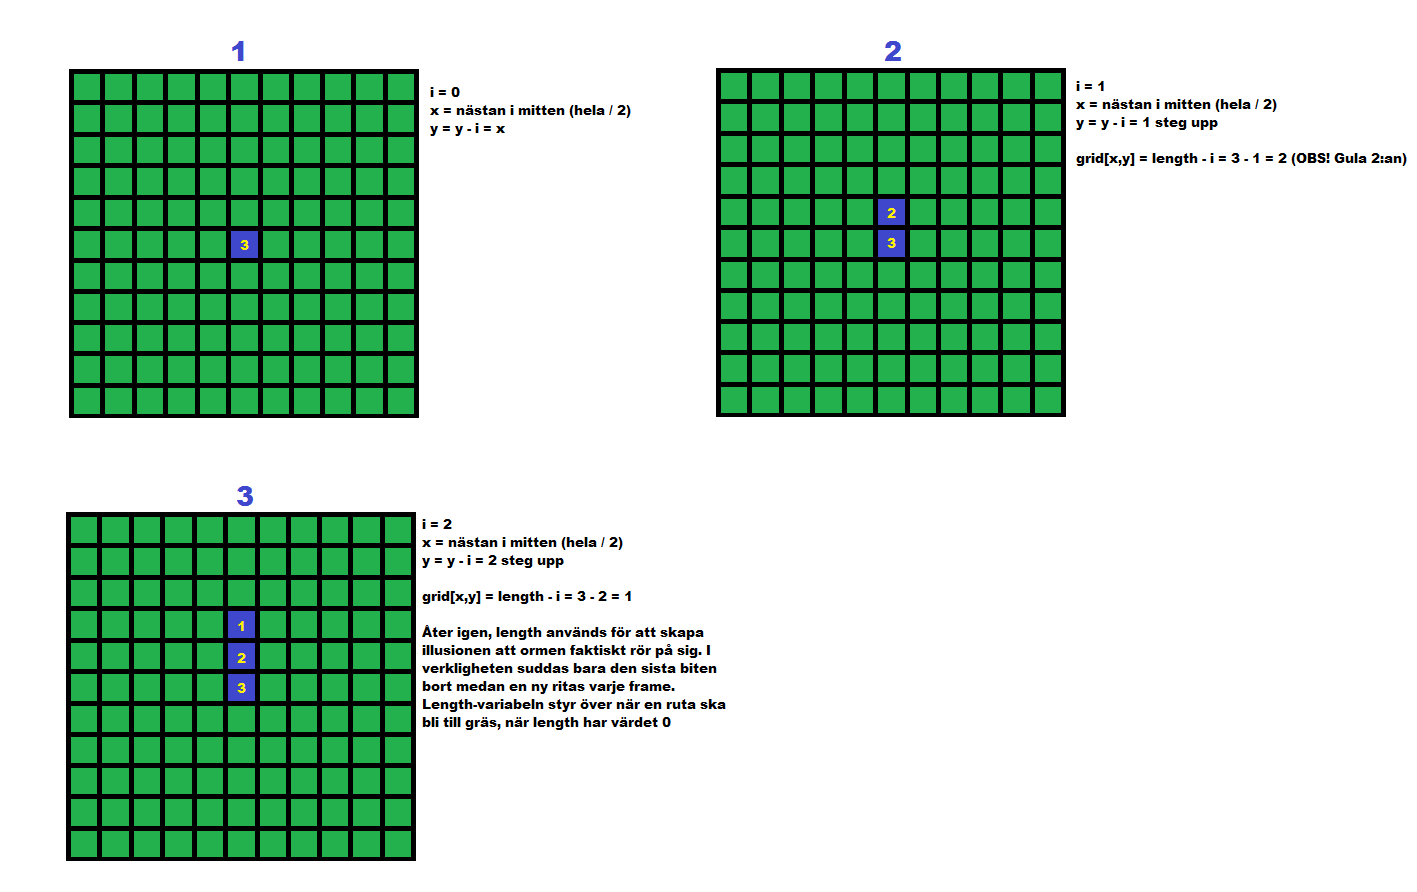 1
i = 0
x = nästan i mitten (hela / 2)
y = y - i = x
3
2
i = 1
x = nästan i mitten (hela / 2)
y = y - i = 1 steg upp
grid[x,y] = length - i = 3 - 1 = 2 (OBS! Gula 2:an)
2
3
3
i = 2
x = nästan i mitten (hela / 2)
y = y - i = 2 steg upp
grid[x,y] = length - i = 3 - 2 = 1
Åter igen, length används för att skapa
illusionen att ormen faktiskt rör på sig. I
verkligheten suddas bara den sista biten
bort medan en ny ritas varje frame.
Length-variabeln styr över när en ruta ska
bli till gräs, när length har värdet 0
1
2
3